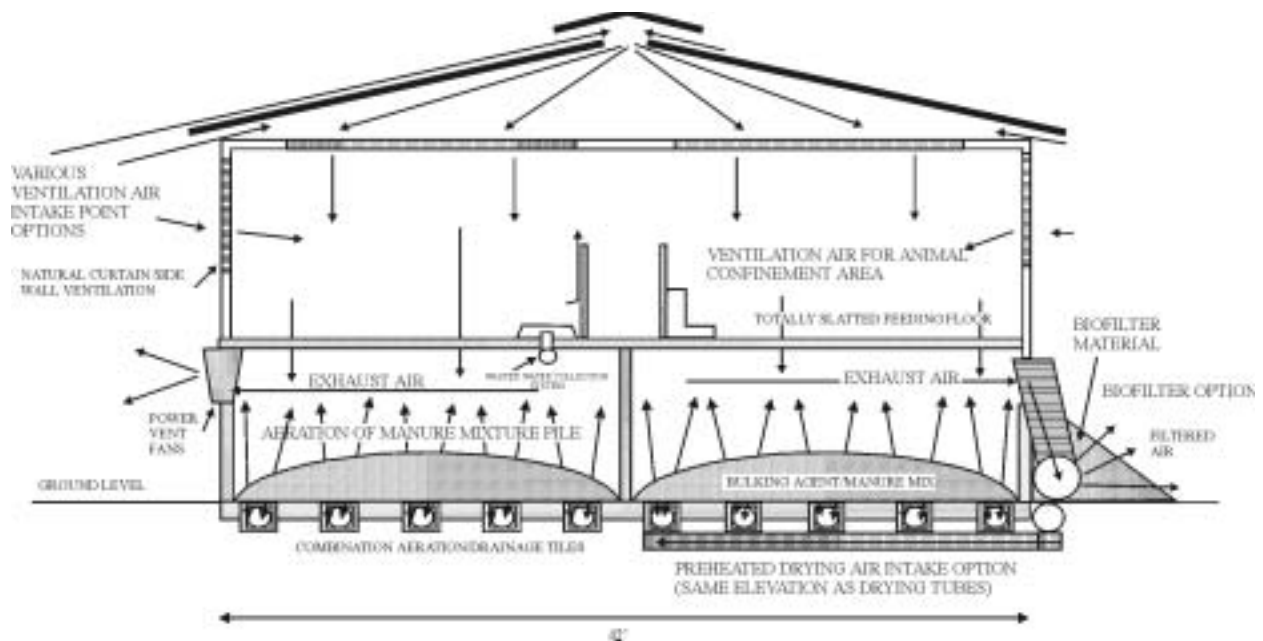 VARIOUS
VENTILATION AIR
INTAKE POINT
OPTIONS
NATURAL CURTAIN SIDE
WALL VENTILATION
VENTILATION AIR FOR ANIMAL
CONFINEMENT AREA
TOTALLY SLATTED FEEDING FLOOR
BIOFILTER
MATERIAL
EXHAUST AIR
WATER COLLECTION
EXHAUST AIR
BIOFILTER OPTION
POWER
VENT
FANS
AERATION OF MANURE MIXTURE PILE
FILTERED
AIR
GROUND LEVEL
BULKING AGENT/MANURE MIX
COMBINATION AERATION/DRAINAGE TILES
PREHEATED DRYING AIR INTAKE OPTION
(SAME ELEVATION AS DRYING TUBES)
42'